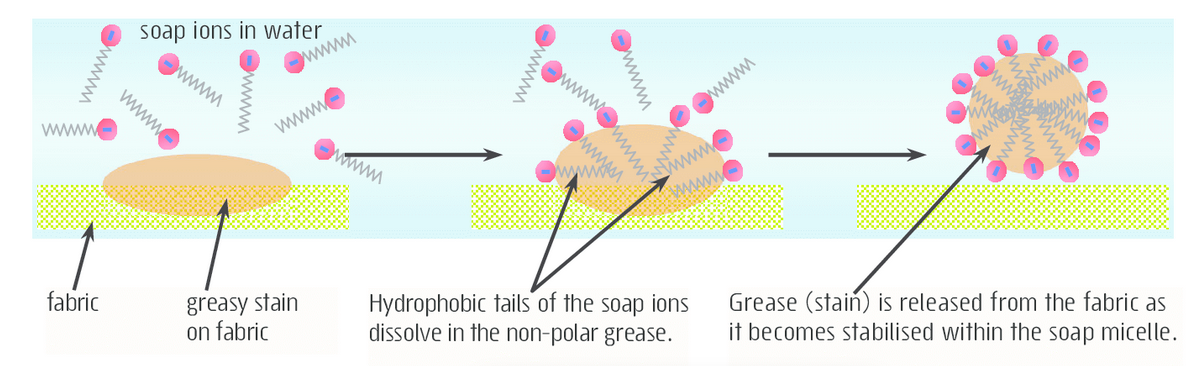 soap ions in water
fabric
greasy stain
on fabric
Hydrophobic tails of the soap ions
dissolve in the non-polar grease.
Grease (stain) is released from the fabric as
it becomes stabilised within the soap micelle.